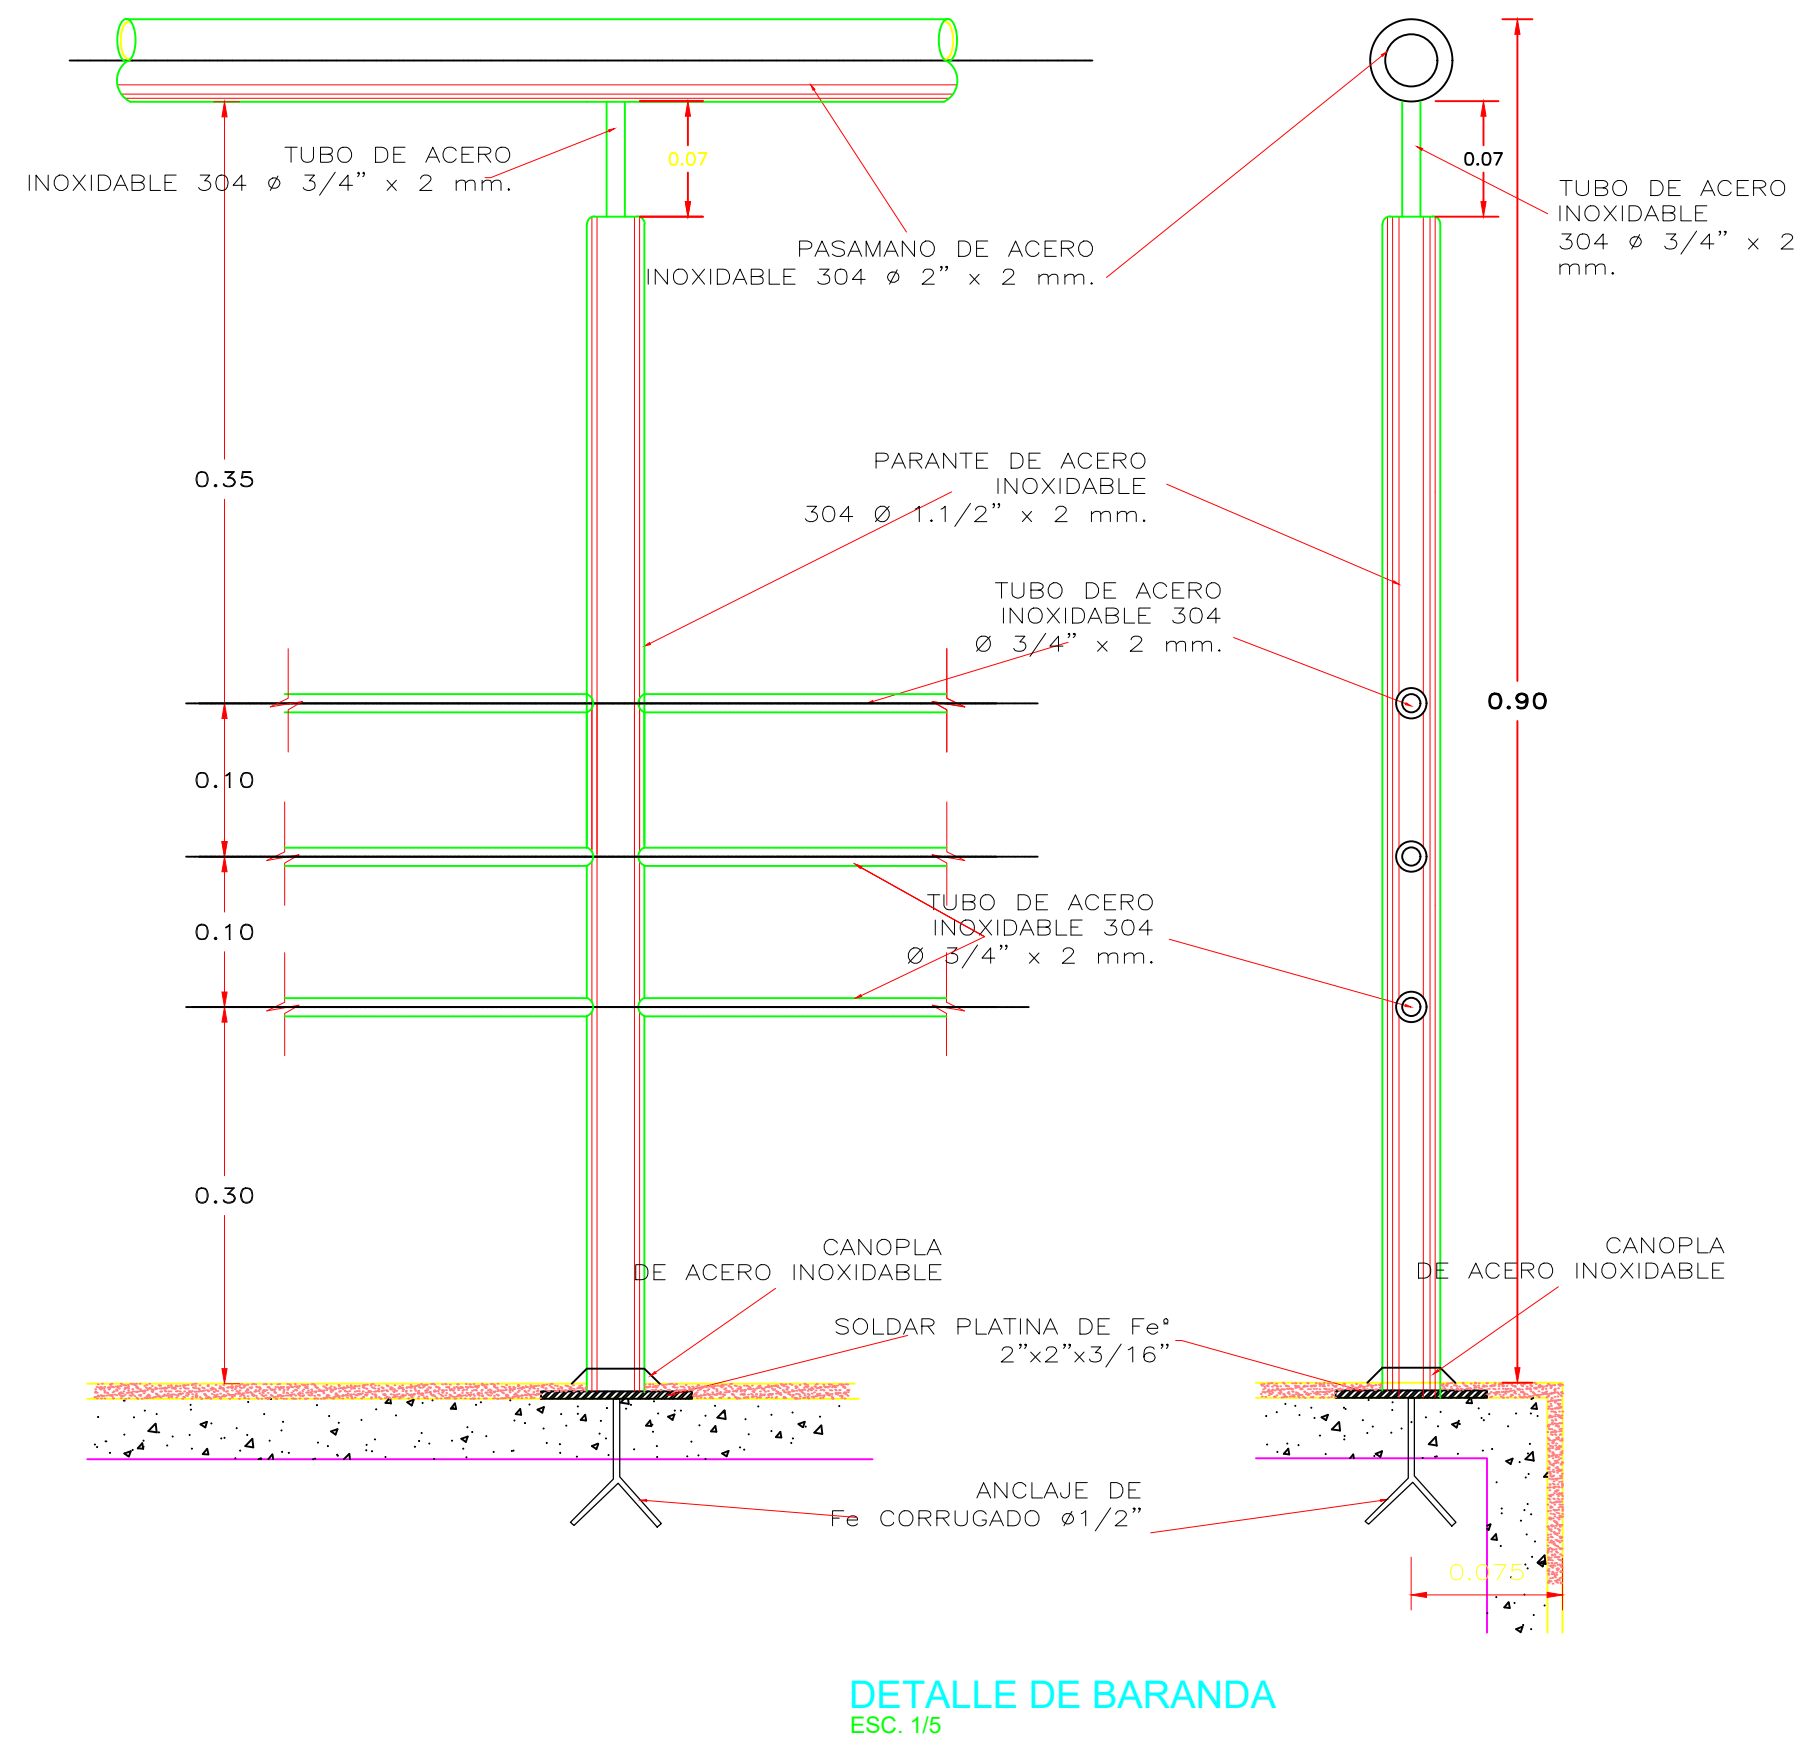 TUBO DE ACERO
INOXIDABLE 304 ø 3/4" x 2 mm.
0.07
0.07
TUBO DE ACERO
INOXIDABLE
304 ø 3/4" x 2
mm.
PASAMANO DE ACERO
INOXIDABLE 304 ø 2" x 2 mm.
0.35
PARANTE DE ACERO
INOXIDABLE
304 Ø 1.1/2" x 2 mm.
TUBO DE ACERO
INOXIDABLE 304
Ø 3/4" x 2 mm.
0.90
0.10
TUBO DE ACERO
INOXIDABLE 304
Ø 3/4" x 2 mm.
0.10
0.30
CANOPLA
DE ACERO INOXIDABLE
CANOPLA
DE ACERO INOXIDABLE
SOLDAR PLATINA DE Feº
2"x2"x3/16"
ANCLAJE DE
Fe CORRUGADO ø1/2"
0.075
DETALLE DE BARANDA
ESC. 1/5